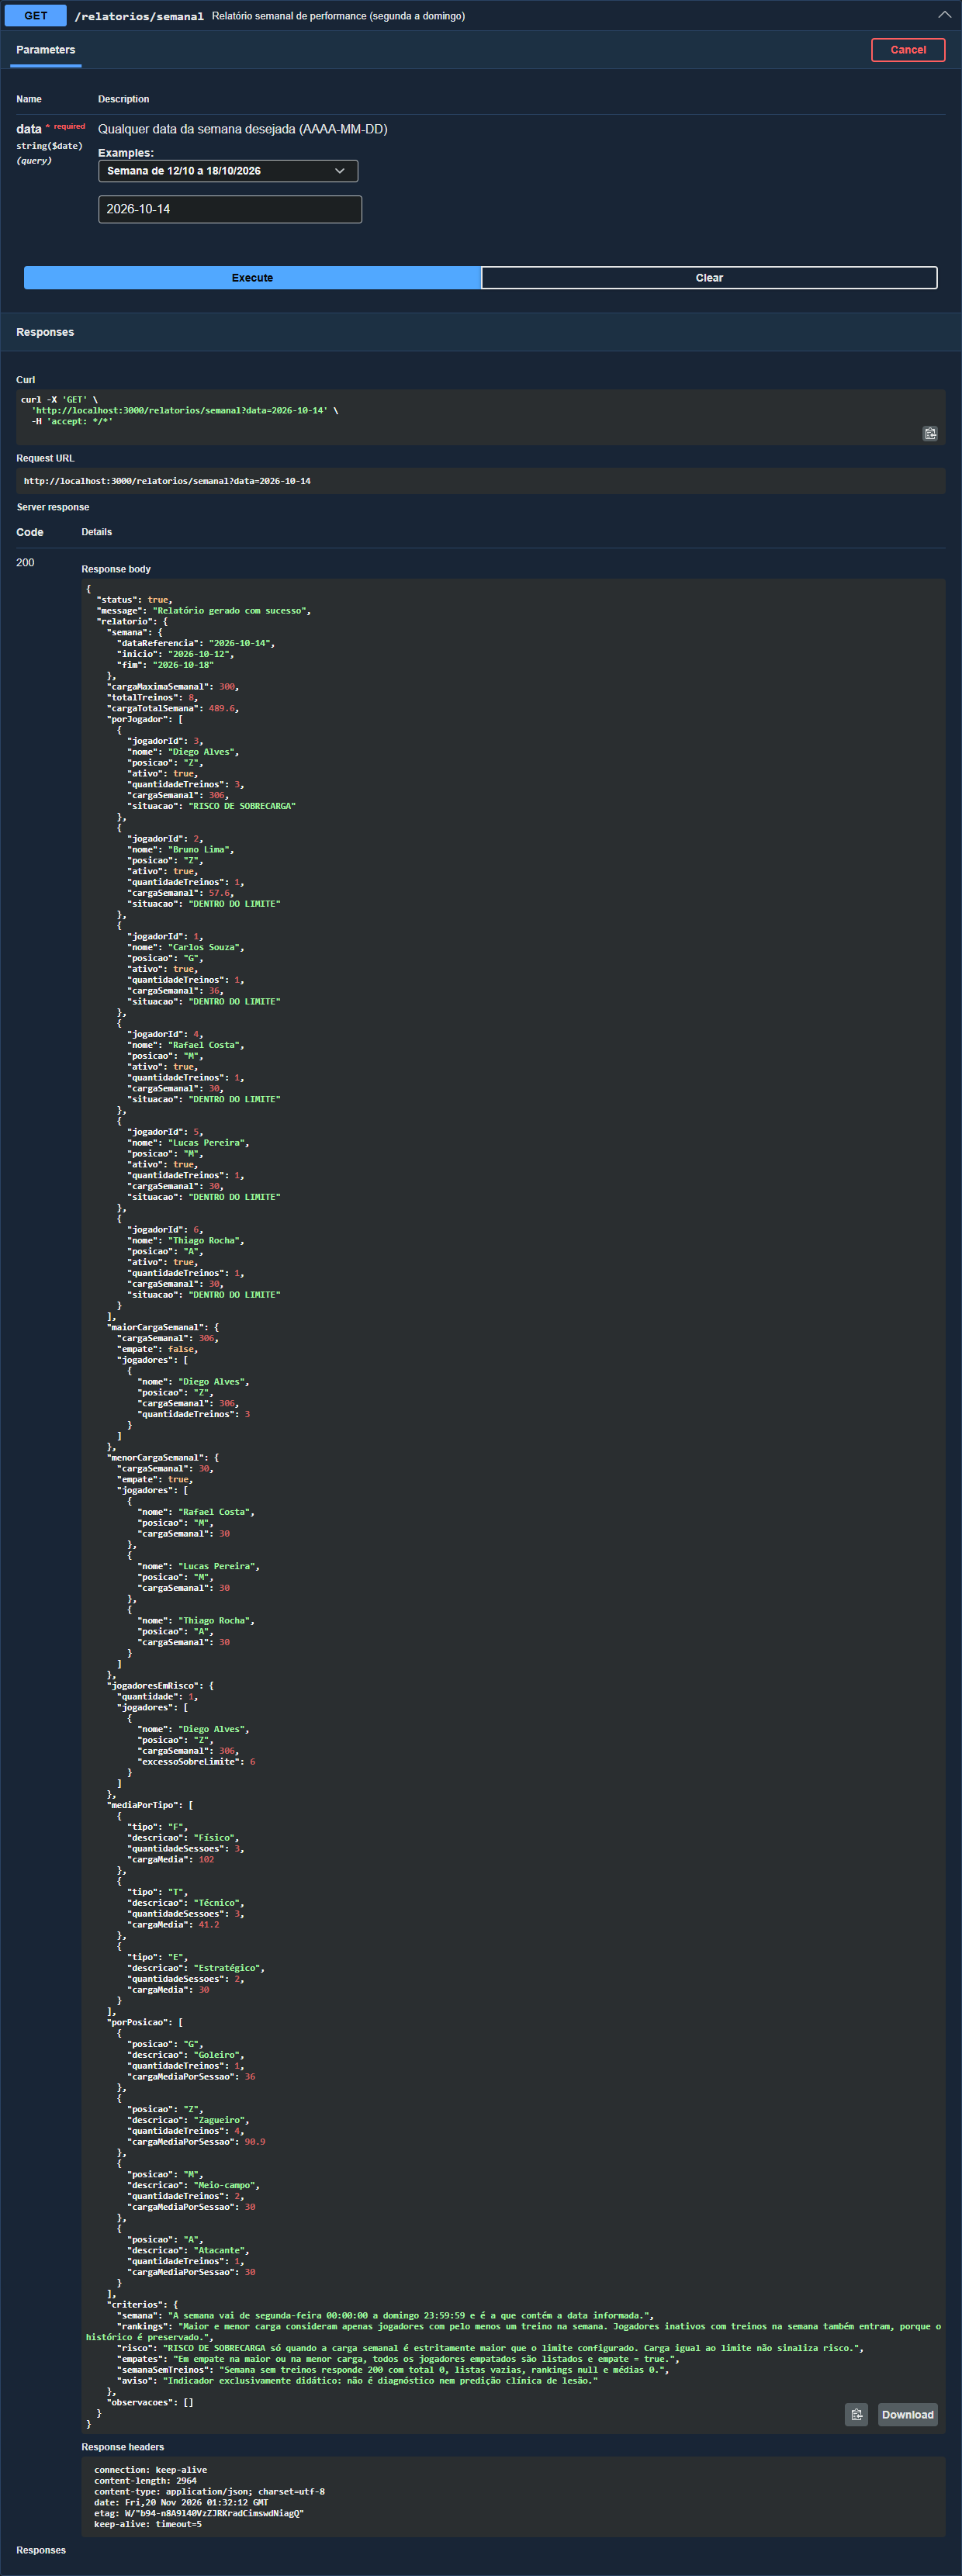 GET /relatorios/semanal Relatório semanal de performance (segunda a domingo)
Parameters
Cancel
Name Description
data * required Qualquer data da semana desejada (AAAA-MM-DD)
string($date)
(query)
Examples:
Semana de 12/10 a 18/10/2026
2026-10-14
Execute Clear
Responses
Curl
curl -X 'GET' \
'http://localhost:3000/relatorios/semanal?data=2026-10-14' \
-H 'accept: */*'
Request URL
http://localhost:3000/relatorios/semanal?data=2026-10-14
Server response
Code Details
200
Response body
{
"status": true,
"message": "Relatório gerado com sucesso",
"relatorio": {
"semana": {
"dataReferencia": "2026-10-14",
"inicio": "2026-10-12",
"fim": "2026-10-18"
},
"cargaMaximaSemanal": 300,
"totalTreinos": 8,
"cargaTotalSemana": 489.6,
"porJogador": [
{
"jogadorId": 3,
"nome": "Diego Alves",
"posicao": "Z",
"ativo": true,
"quantidadeTreinos": 3,
"cargaSemanal": 306,
"situacao": "RISCO DE SOBRECARGA"
},
{
"jogadorId": 2,
"nome": "Bruno Lima",
"posicao": "Z",
"ativo": true,
"quantidadeTreinos": 1,
"cargaSemanal": 57.6,
"situacao": "DENTRO DO LIMITE"
},
{
"jogadorId": 1,
"nome": "Carlos Souza",
"posicao": "G",
"ativo": true,
"quantidadeTreinos": 1,
"cargaSemanal": 36,
"situacao": "DENTRO DO LIMITE"
},
{
"jogadorId": 4,
"nome": "Rafael Costa",
"posicao": "M",
"ativo": true,
"quantidadeTreinos": 1,
"cargaSemanal": 30,
"situacao": "DENTRO DO LIMITE"
},
{
"jogadorId": 5,
"nome": "Lucas Pereira",
"posicao": "M",
"ativo": true,
"quantidadeTreinos": 1,
"cargaSemanal": 30,
"situacao": "DENTRO DO LIMITE"
},
{
"jogadorId": 6,
"nome": "Thiago Rocha",
"posicao": "A",
"ativo": true,
"quantidadeTreinos": 1,
"cargaSemanal": 30,
"situacao": "DENTRO DO LIMITE"
}
],
"maiorCargaSemanal": {
"cargaSemanal": 306,
"empate": false,
"jogadores": [
{
"nome": "Diego Alves",
"posicao": "Z",
"cargaSemanal": 306,
"quantidadeTreinos": 3
}
]
},
"menorCargaSemanal": {
"cargaSemanal": 30,
"empate": true,
"jogadores": [
{
"nome": "Rafael Costa",
"posicao": "M",
"cargaSemanal": 30
},
{
"nome": "Lucas Pereira",
"posicao": "M",
"cargaSemanal": 30
},
{
"nome": "Thiago Rocha",
"posicao": "A",
"cargaSemanal": 30
}
]
},
"jogadoresEmRisco": {
"quantidade": 1,
"jogadores": [
{
"nome": "Diego Alves",
"posicao": "Z",
"cargaSemanal": 306,
"excessoSobreLimite": 6
}
]
},
"mediaPorTipo": [
{
"tipo": "F",
"descricao": "Físico",
"quantidadeSessoes": 3,
"cargaMedia": 102
},
{
"tipo": "T",
"descricao": "Técnico",
"quantidadeSessoes": 3,
"cargaMedia": 41.2
},
{
"tipo": "E",
"descricao": "Estratégico",
"quantidadeSessoes": 2,
"cargaMedia": 30
}
],
"porPosicao": [
{
"posicao": "G",
"descricao": "Goleiro",
"quantidadeTreinos": 1,
"cargaMediaPorSessao": 36
},
{
"posicao": "Z",
"descricao": "Zagueiro",
"quantidadeTreinos": 4,
"cargaMediaPorSessao": 90.9
},
{
"posicao": "M",
"descricao": "Meio-campo",
"quantidadeTreinos": 2,
"cargaMediaPorSessao": 30
},
{
"posicao": "A",
"descricao": "Atacante",
"quantidadeTreinos": 1,
"cargaMediaPorSessao": 30
}
],
"criterios": {
"semana": "A semana vai de segunda-feira 00:00:00 a domingo 23:59:59 e é a que contém a data informada.",
"rankings": "Maior e menor carga consideram apenas jogadores com pelo menos um treino na semana. Jogadores inativos com treinos na semana também entram, porque o
histórico é preservado.",
"risco": "RISCO DE SOBRECARGA só quando a carga semanal é estritamente maior que o limite configurado. Carga igual ao limite não sinaliza risco.",
"empates": "Em empate na maior ou na menor carga, todos os jogadores empatados são listados e empate = true.",
"semanaSemTreinos": "Semana sem treinos responde 200 com total 0, listas vazias, rankings null e médias 0.",
"aviso": "Indicador exclusivamente didático: não é diagnóstico nem predição clínica de lesão."
},
"observacoes": []
}
}
Download
Response headers
connection: keep-alive
content-length: 2964
content-type: application/json; charset=utf-8
date: Fri,20 Nov 2026 01:32:12 GMT
etag: W/"b94-n8A9l40VzZJRKradCimswdNiagQ"
keep-alive: timeout=5
Responses